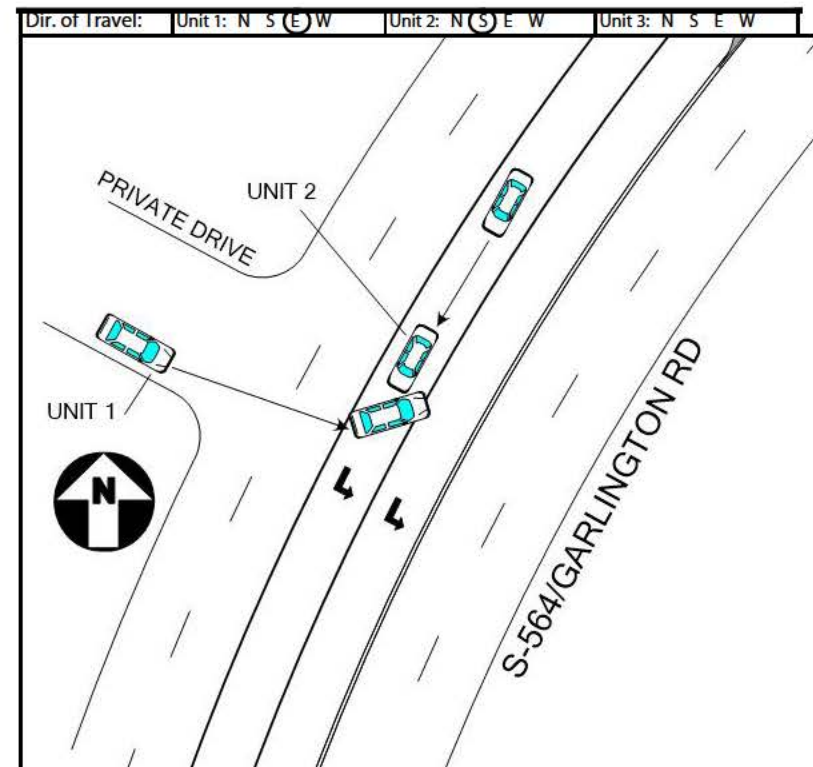 Dir. of Travel: Unit 1: N S E W Unit 2: N S E W Unit 3: N S E W
PRIVATE DRIVE
UNIT 2
UNIT 1
N
S-564/GARLINGTON RD